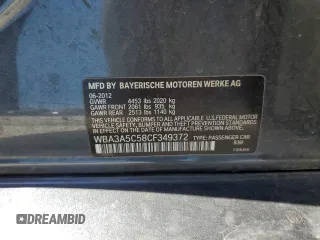 MFD BY BAYERISCHE MOTOREN WERKE AG
06-2012
GVWR 4453 lbs 2020 kg
GAWR FRONT 2061 lbs 935 kg
GAWR REAR 2513 lbs 1140 kg
THIS VEHICLE CONFORMS TO ALL APPLICABLE U.S. FEDERAL MOTOR
VEHICLE SAFETY, BUMPER, AND THEFT PREVENTION STANDARDS IN
EFFECT ON THE DATE OF MANUFACTURE SHOWN ABOVE.
WBA3A5C58CF349372 TYPE: PASSENGER CAR
DREAMBID